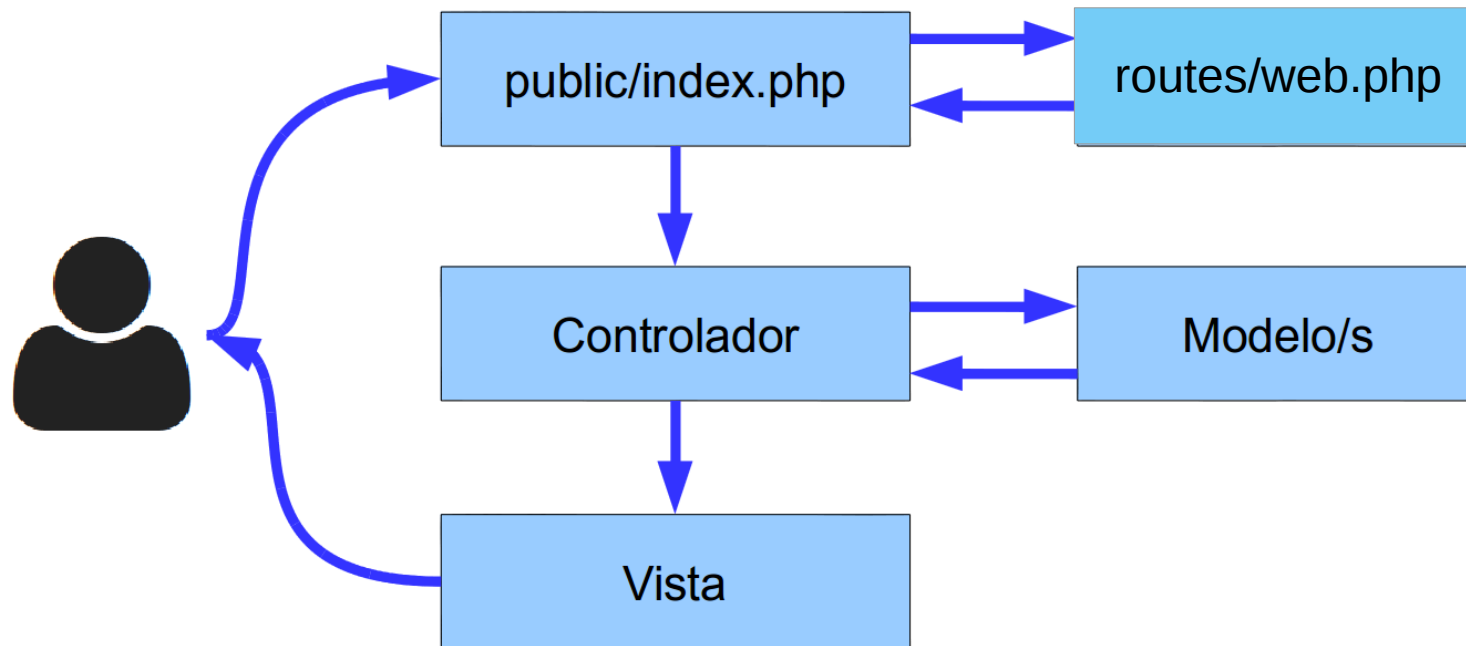 public/index.php
routes/web.php
Controlador
Modelo/s
Vista